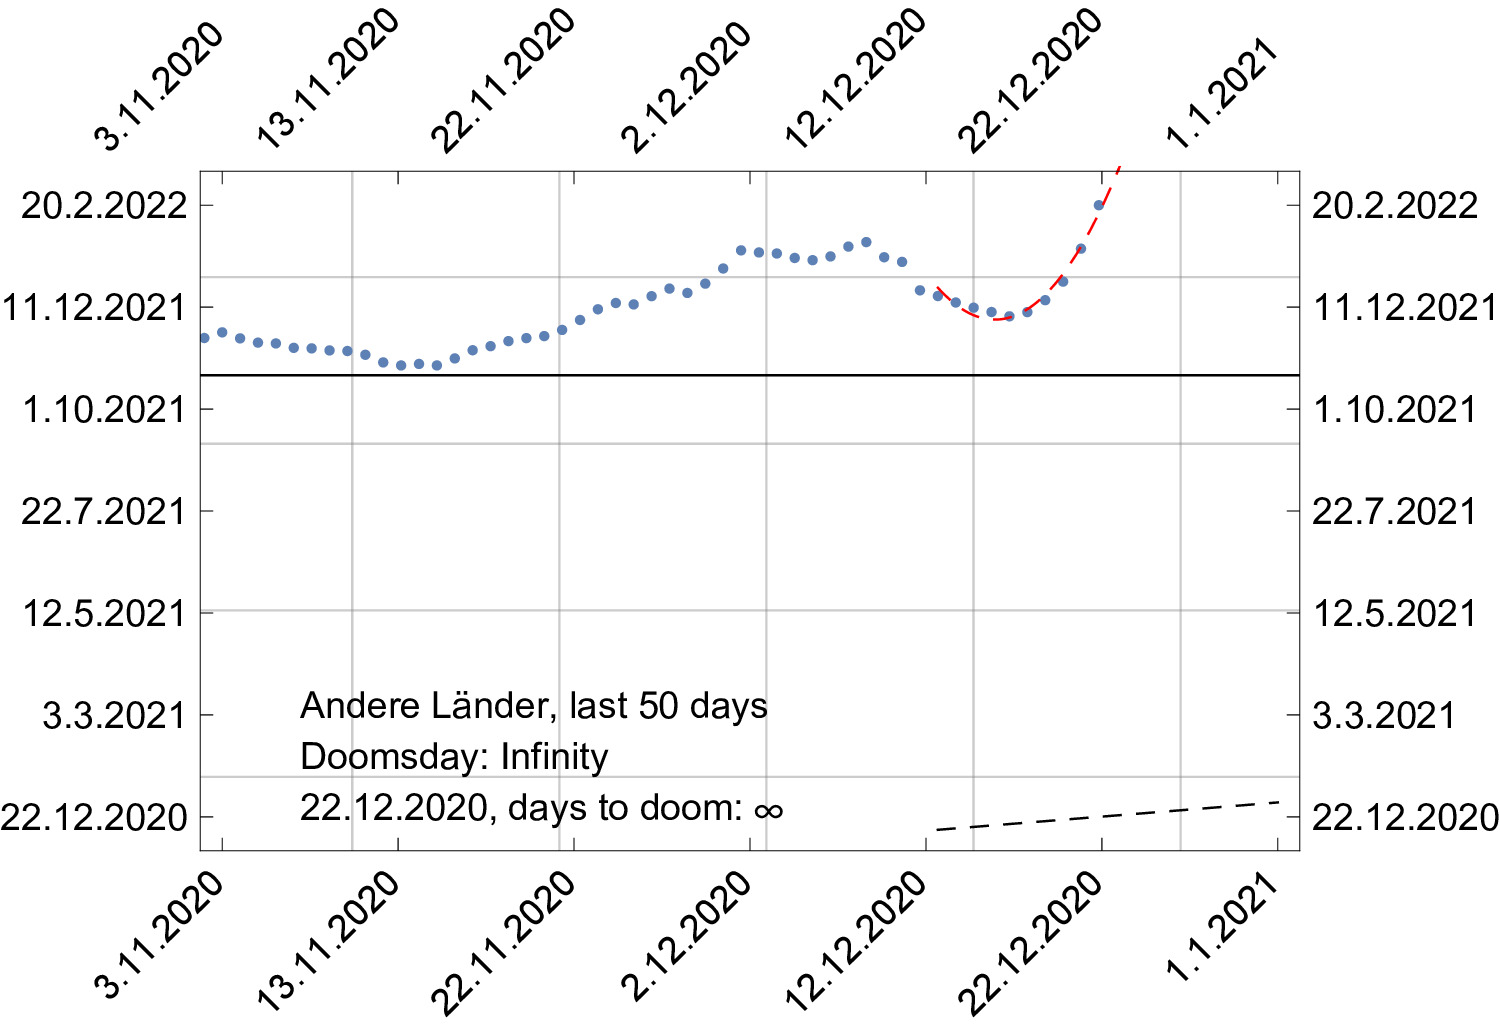 3.11.2020 13.11.2020 22.11.2020 2.12.2020 12.12.2020 22.12.2020 1.1.2021
20.2.2022 20.2.2022
11.12.2021 11.12.2021
1.10.2021 1.10.2021
22.7.2021 22.7.2021
12.5.2021 12.5.2021
Andere Länder, last 50 days
3.3.2021 3.3.2021
Doomsday: Infinity
22.12.2020, days to doom: ∞
22.12.2020 22.12.2020
3.11.2020 13.11.2020 22.11.2020 2.12.2020 12.12.2020 22.12.2020 1.1.2021